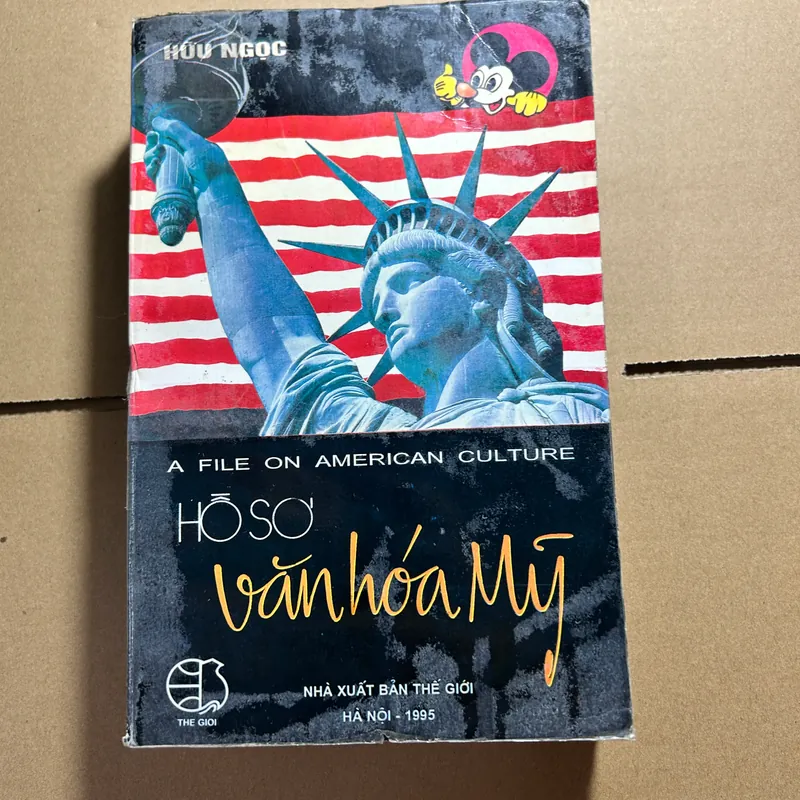 HỮU NGỌC
A FILE ON AMERICAN CULTURE
HỒ SƠ
văn hóa Mỹ
THE GIOI
NHÀ XUẤT BẢN THẾ GIỚI
HÀ NỘI - 1995